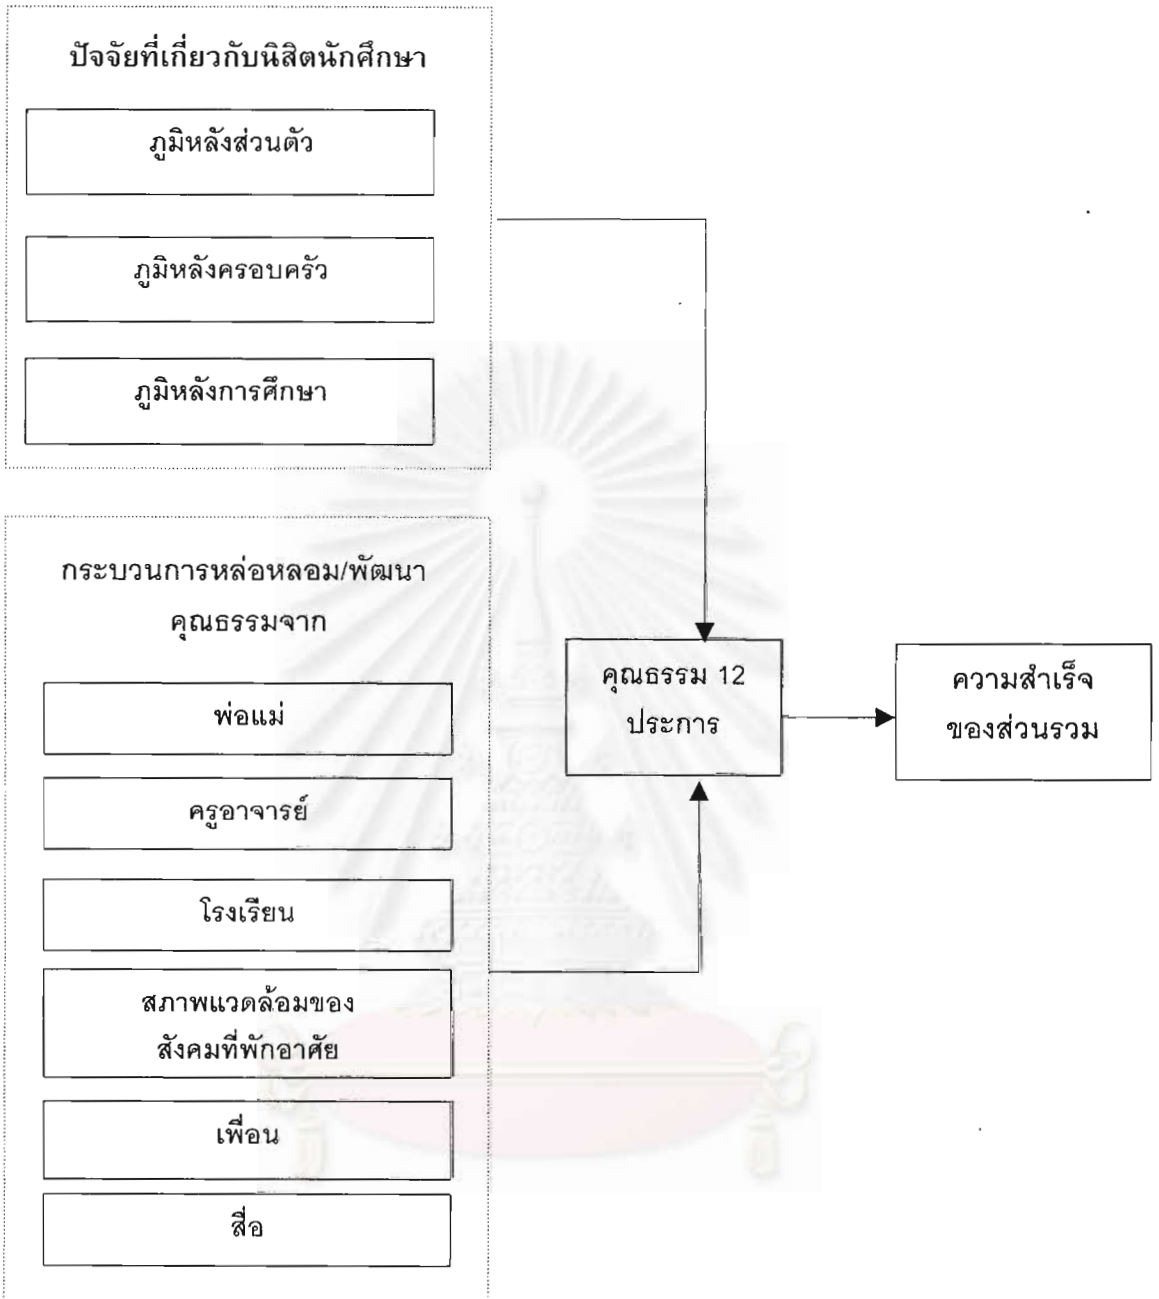 ปัจจัยที่เกี่ยวกับนิสิตนักศึกษา
ภูมิหลังส่วนตัว
ภูมิหลังครอบครัว
ภูมิหลังการศึกษา
กระบวนการหล่อหลอม/พัฒนา
คุณธรรมจาก
พ่อแม่
ครูอาจารย์
โรงเรียน
สภาพแวดล้อมของ
สังคมที่พักอาศัย
เพื่อน
สื่อ
คุณธรรม 12
ประการ
ความสำเร็จ
ของส่วนรวม